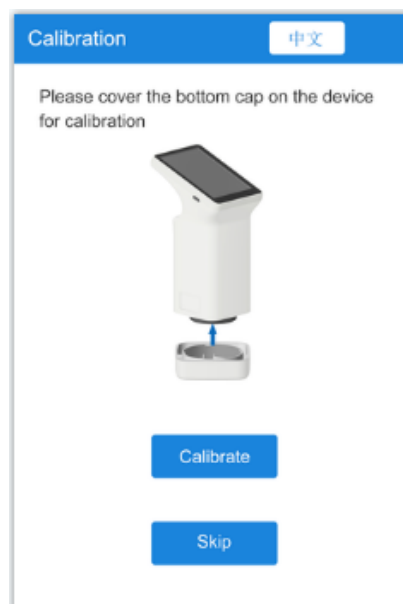 Calibration
中文
Please cover the bottom cap on the device
for calibration
Calibrate
Skip